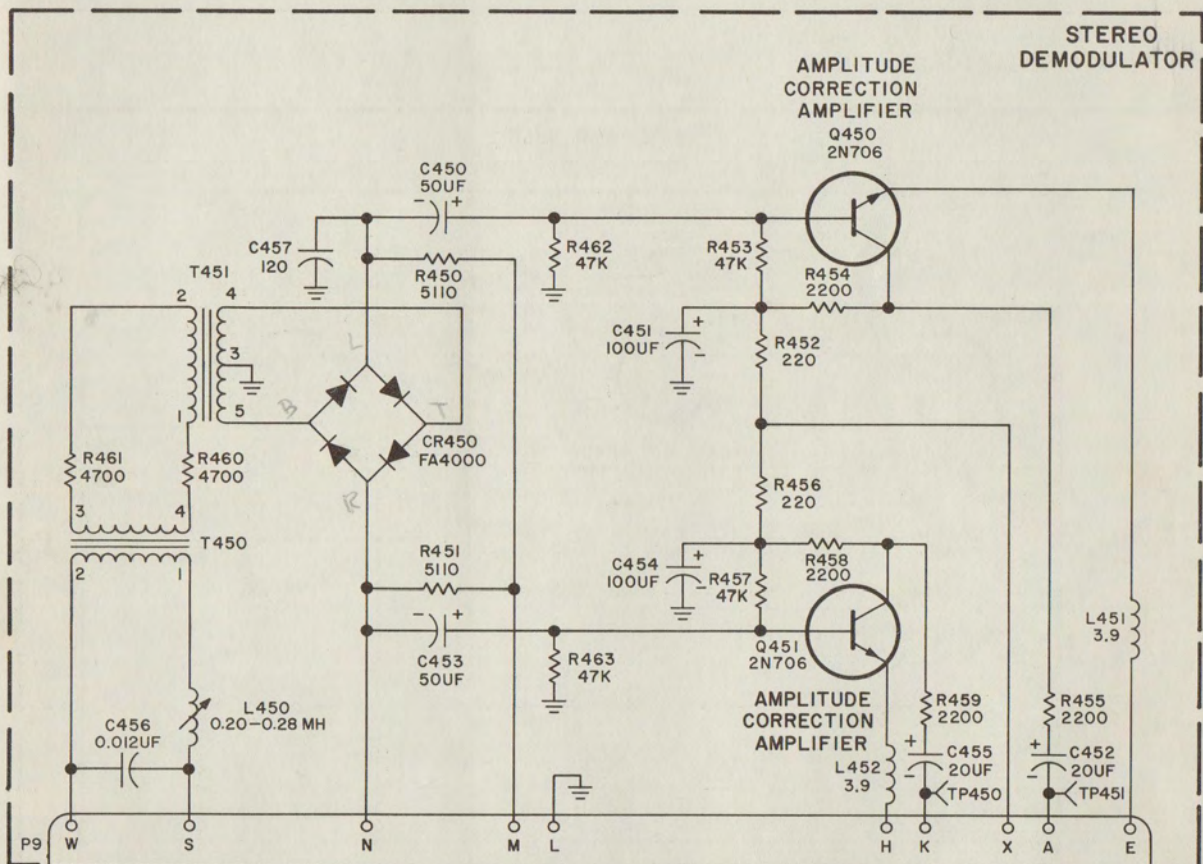 STEREO
DEMODULATOR
AMPLITUDE
CORRECTION
AMPLIFIER
Q450
2N706
C450
50UF
- +
C457
120
R450
5110
R462
47K
R453
47K
R454
2200
T451
2 4
3
1 5
C451
100UF
+
-
R452
220
L
B T
R
CR450
FA4000
R461
4700
R460
4700
3 4
T450
2 1
R456
220
R451
5110
C454
100UF
+
-
R457
47K
R458
2200
- +
C453
50UF
R463
47K
Q451
2N706
L451
3.9
AMPLITUDE
CORRECTION
AMPLIFIER
L450
0.20-0.28 MH
C456
0.012UF
R459
2200
R455
2200
L452
3.9
+
-
C455
20UF
+
-
C452
20UF
TP450
TP451
P9 W S N M L H K X A E